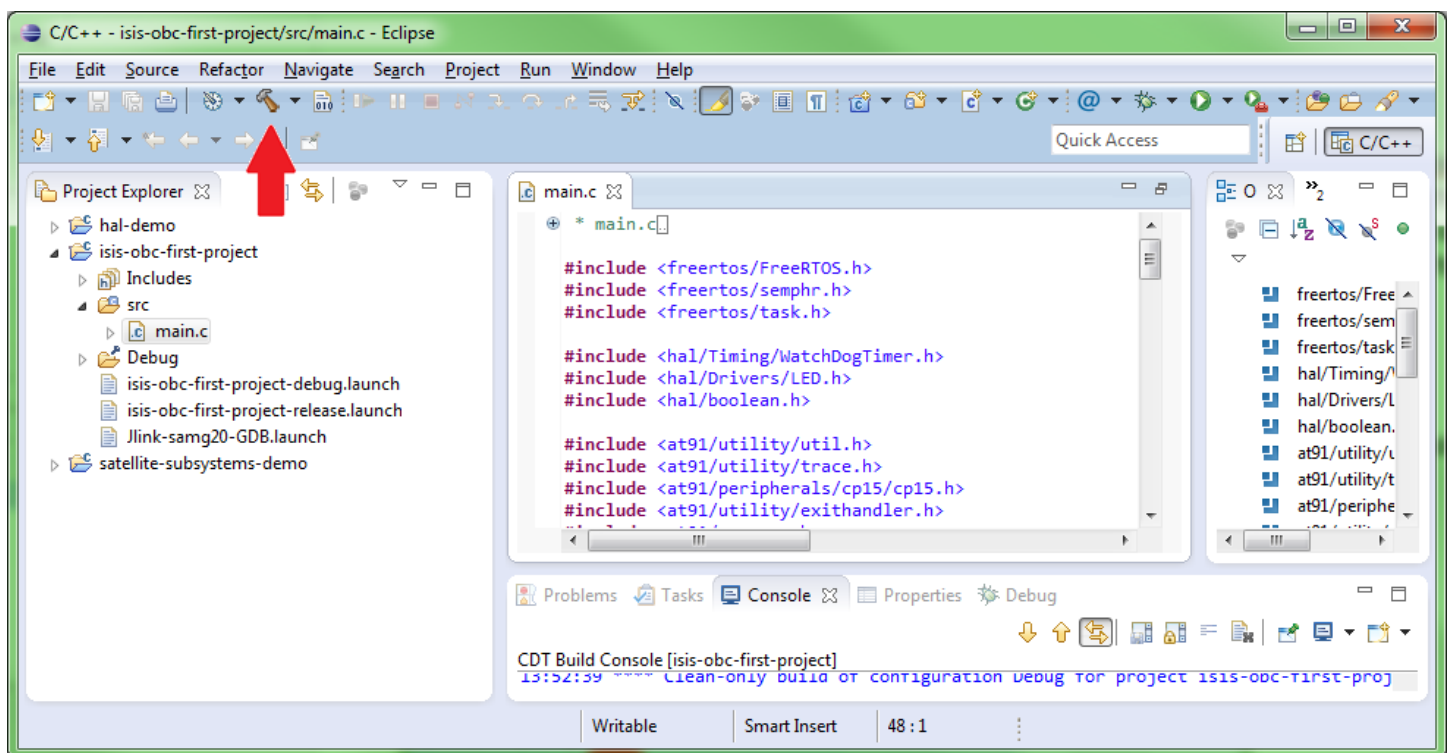 C/C++ - isis-obc-first-project/src/main.c - Eclipse
File Edit Source Refactor Navigate Search Project Run Window Help
Quick Access
C/C++
Project Explorer
hal-demo
isis-obc-first-project
Includes
src
main.c
Debug
isis-obc-first-project-debug.launch
isis-obc-first-project-release.launch
Jlink-samg20-GDB.launch
satellite-subsystems-demo
main.c
* main.c
#include <freertos/FreeRTOS.h>
#include <freertos/semphr.h>
#include <freertos/task.h>
#include <hal/Timing/WatchDogTimer.h>
#include <hal/Drivers/LED.h>
#include <hal/boolean.h>
#include <at91/utility/util.h>
#include <at91/utility/trace.h>
#include <at91/peripherals/cp15/cp15.h>
#include <at91/utility/exithandler.h>
O
2
freertos/Free
freertos/sem
freertos/task
hal/Timing/
hal/Drivers/L
hal/boolean.
at91/utility/u
at91/utility/t
at91/periphe
Problems Tasks Console Properties Debug
CDT Build Console [isis-obc-first-project]
13:52:39 **** Clean-only build of configuration Debug for project isis-obc-first-proj
Writable Smart Insert 48 : 1